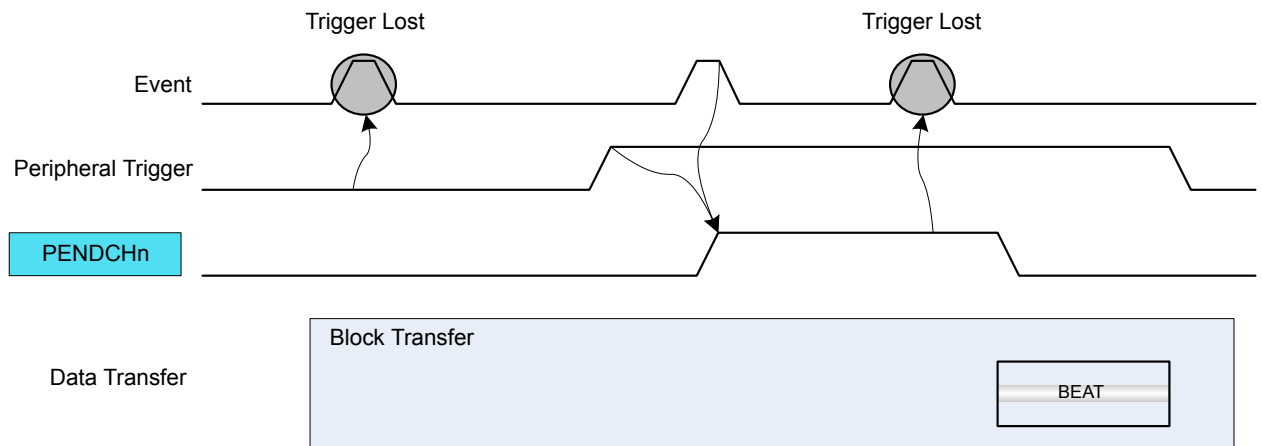 Trigger Lost
Trigger Lost
Event
Peripheral Trigger
PENDCHn
Block Transfer
Data Transfer
BEAT